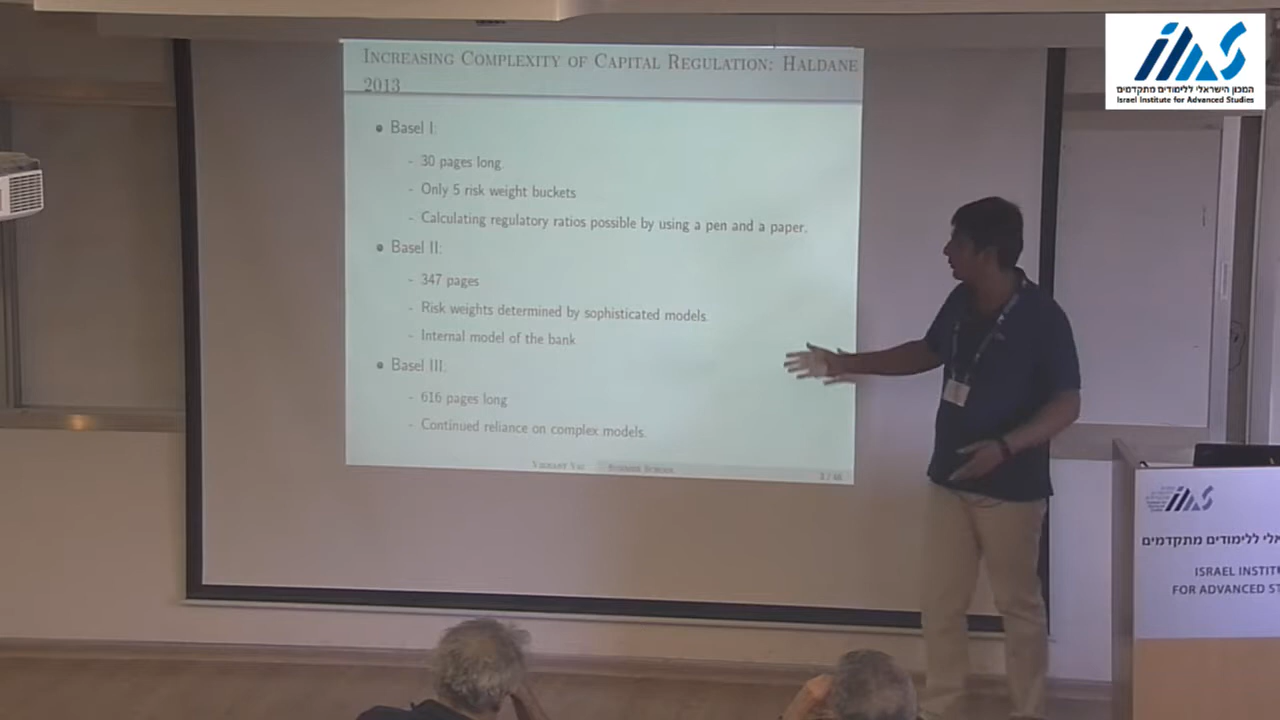 INCREASING COMPLEXITY OF CAPITAL REGULATION: HALDANE
2013
• Basel I:
- 30 pages long.
- Only 5 risk weight buckets
- Calculating regulatory ratios possible by using a pen and a paper.
• Basel II:
- 347 pages
- Risk weights determined by sophisticated models.
- Internal model of the bank
• Basel III:
- 616 pages long
- Continued reliance on complex models.
SUMMER SCHOOL
המכון הישראלי ללימודים מתקדמים
Israel Institute for Advanced Studies
אלי ללימודים מתקדמים
ISRAEL INSTIT
FOR ADVANCED ST